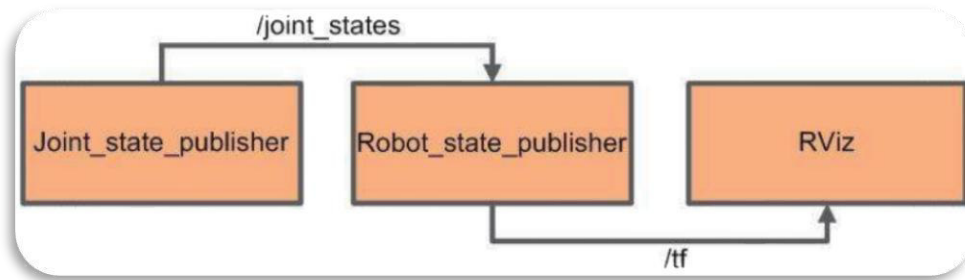 /joint_states
Joint_state_publisher
Robot_state_publisher
RViz
/tf